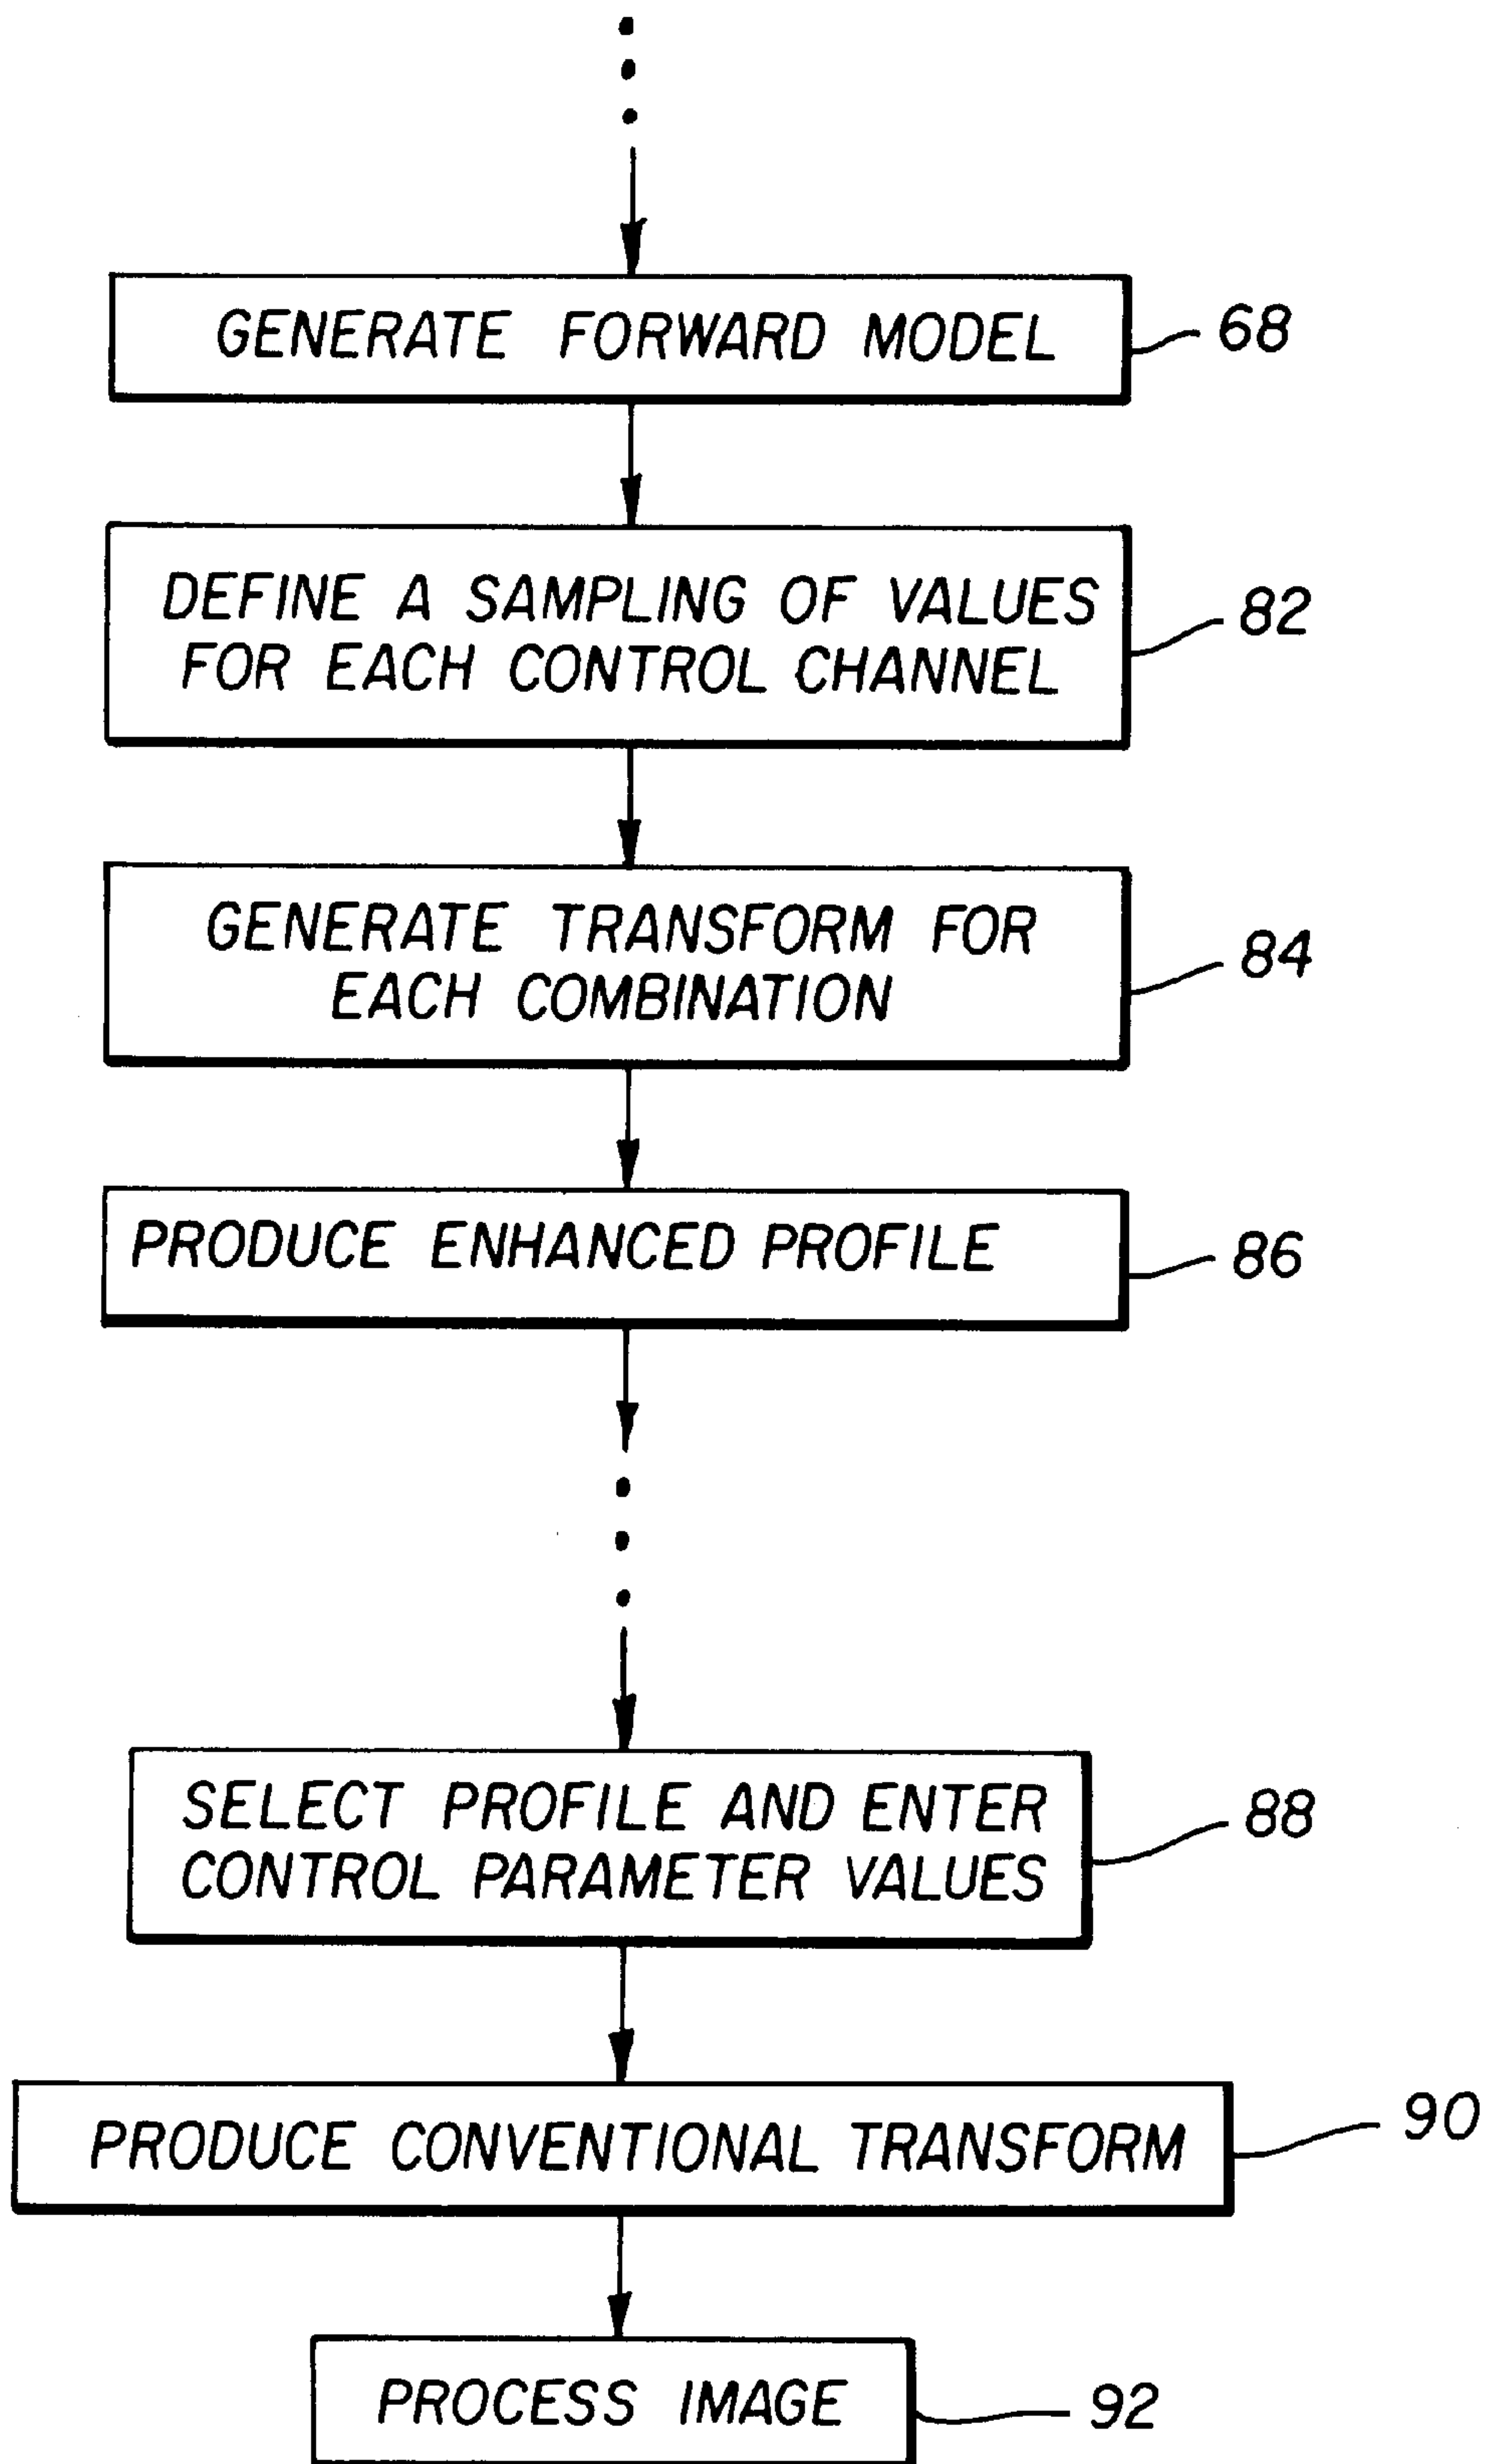 GENERATE FORWARD MODEL
68
DEFINE A SAMPLING OF VALUES
FOR EACH CONTROL CHANNEL
82
GENERATE TRANSFORM FOR
EACH COMBINATION
84
PRODUCE ENHANCED PROFILE
86
SELECT PROFILE AND ENTER
CONTROL PARAMETER VALUES
88
PRODUCE CONVENTIONAL TRANSFORM
90
PROCESS IMAGE
92